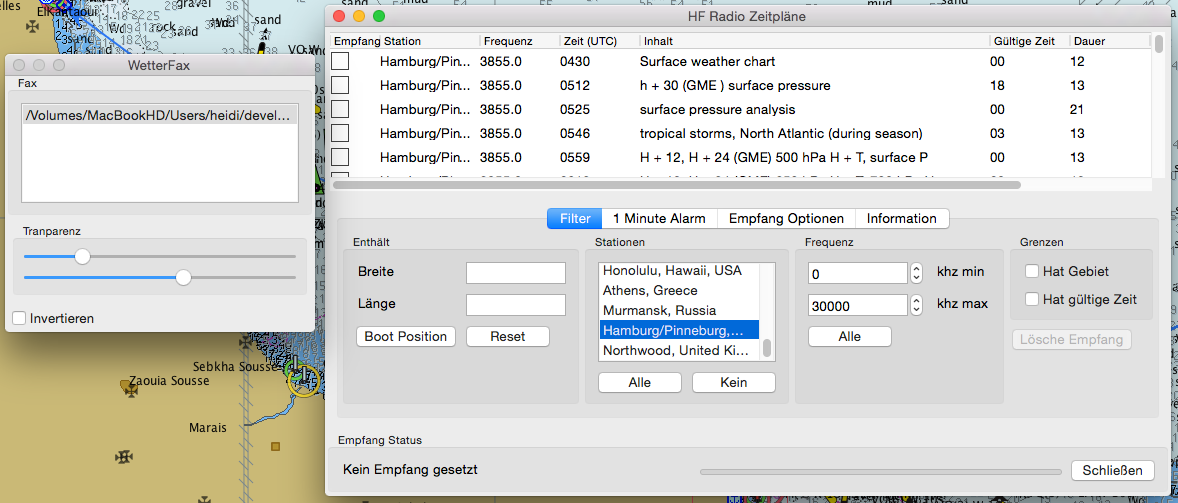 elles
gravel
sand
mud
ElKantaoui
Wd
sand
rock
VQ.W
sand
WetterFax
Fax
/Volumes/MacBookHD/Users/heidi/devel...
Tranparenz
Invertieren
Sebkha Sousse
Zaouia Sousse
Marais
HF Radio Zeitpläne
Empfang Station Frequenz Zeit (UTC) Inhalt Gültige Zeit Dauer
Hamburg/Pin... 3855.0 0430 Surface weather chart 00 12
Hamburg/Pin... 3855.0 0512 h + 30 (GME ) surface pressure 18 13
Hamburg/Pin... 3855.0 0525 surface pressure analysis 00 21
Hamburg/Pin... 3855.0 0546 tropical storms, North Atlantic (during season) 03 13
Hamburg/Pin... 3855.0 0559 H + 12, H + 24 (GME) 500 hPa H + T, surface P 00 13
Filter 1 Minute Alarm Empfang Optionen Information
Enthält
Breite
Länge
Boot Position Reset
Stationen
Honolulu, Hawaii, USA
Athens, Greece
Murmansk, Russia
Hamburg/Pinneburg,...
Northwood, United Ki...
Alle Kein
Frequenz
0 khz min
30000 khz max
Alle
Grenzen
Hat Gebiet
Hat gültige Zeit
Lösche Empfang
Empfang Status
Kein Empfang gesetzt
Schließen